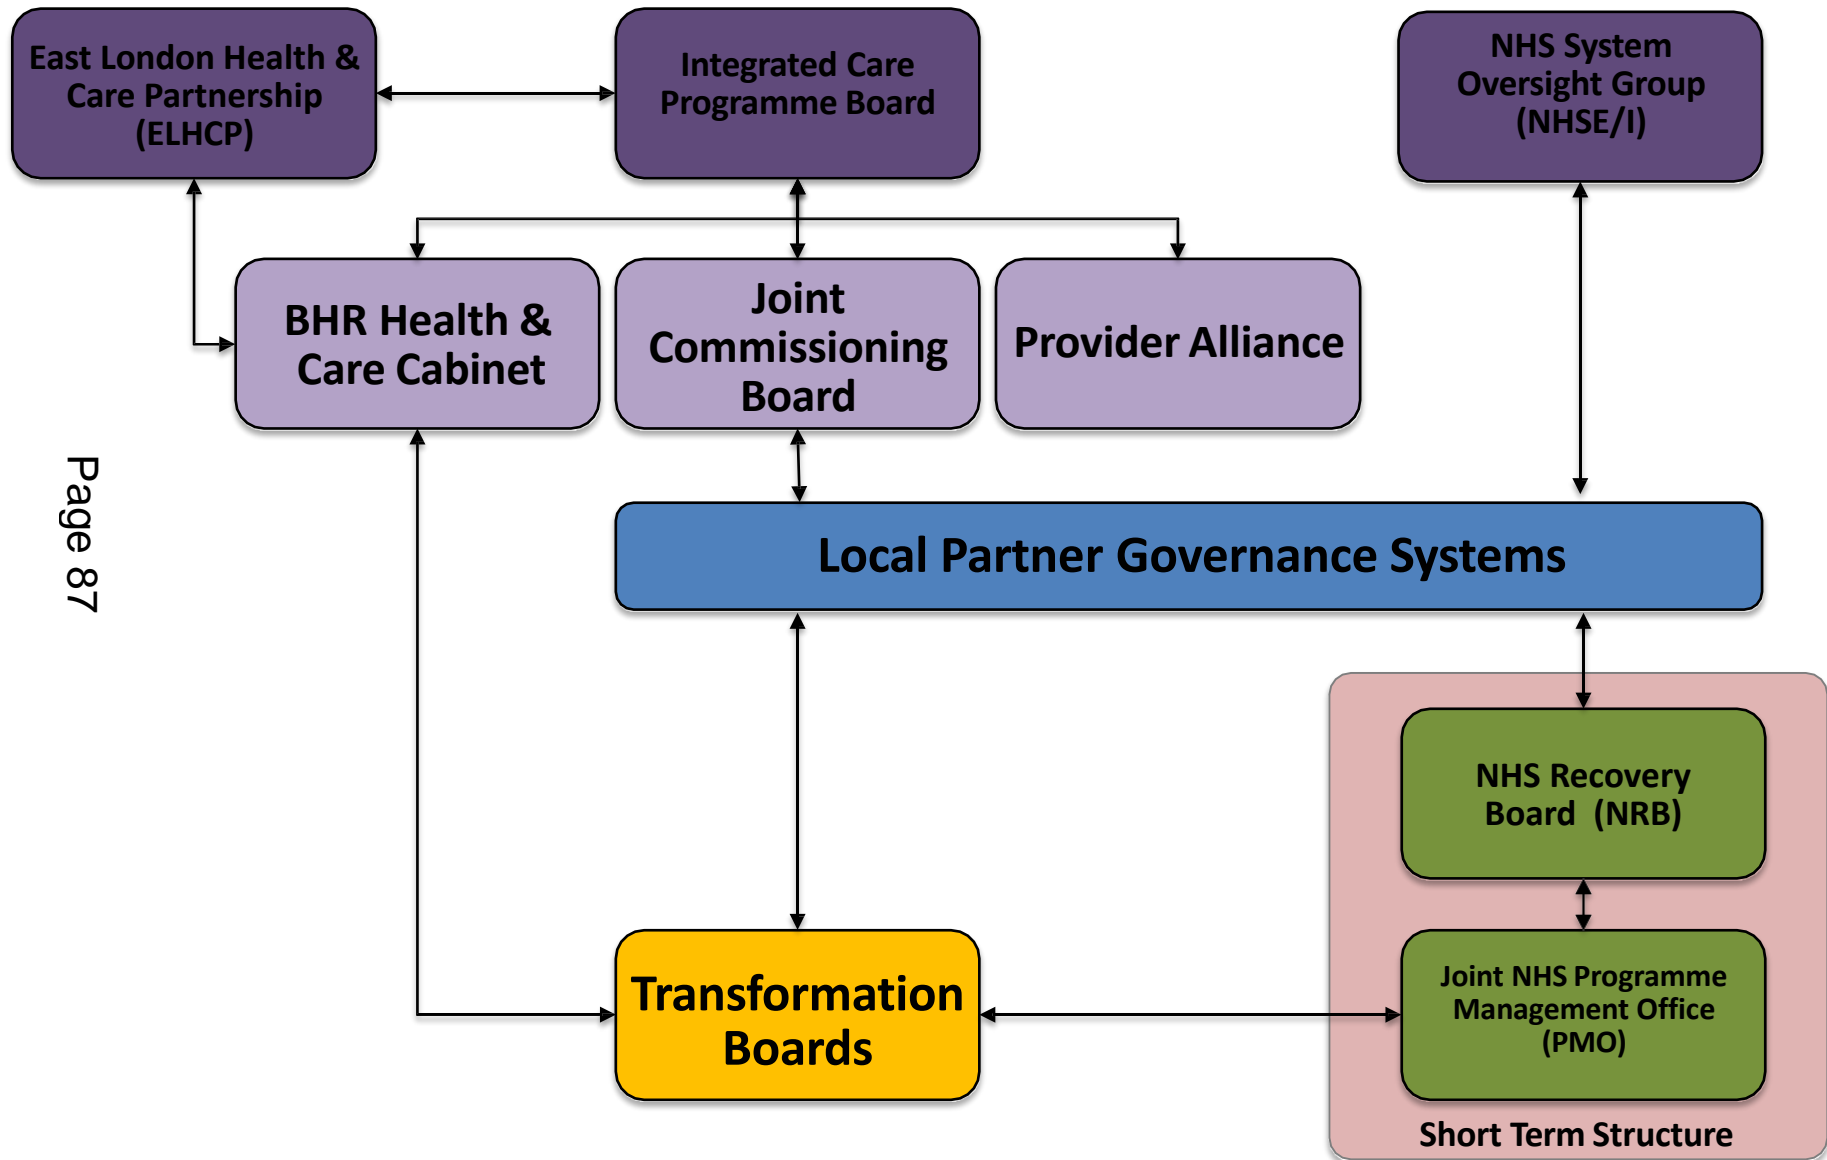 East London Health &
Care Partnership
(ELHCP)
Integrated Care
Programme Board
NHS System
Oversight Group
(NHSE/I)
BHR Health &
Care Cabinet
Joint
Commissioning
Board
Provider Alliance
Page 87
Local Partner Governance Systems
NHS Recovery
Board (NRB)
Transformation
Boards
Joint NHS Programme
Management Office
(PMO)
Short Term Structure